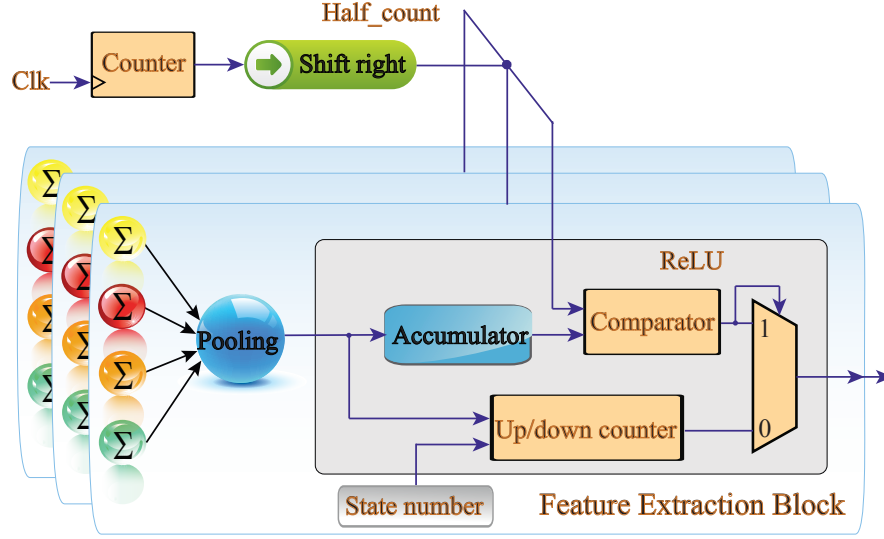 Half_count
Clk
Counter
Shift right
Σ
Σ
Σ
Σ
Σ
Σ
Σ
Σ
Σ
Σ
Σ
Σ
Pooling
ReLU
Accumulator
Comparator
1
Up/down counter
0
State number
Feature Extraction Block